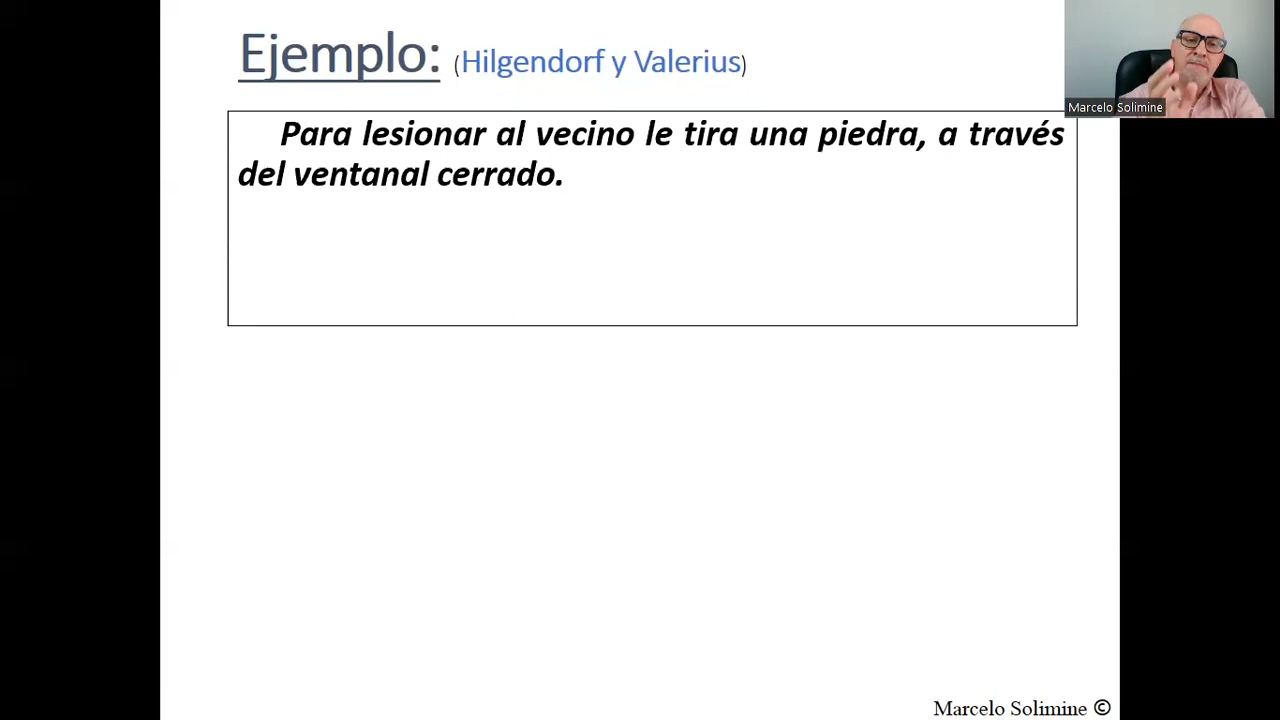 Ejemplo: (Hilgendorf y Valerius)
Marcelo Solimine
Para lesionar al vecino le tira una piedra, a través
del ventanal cerrado.
Marcelo Solimine ©